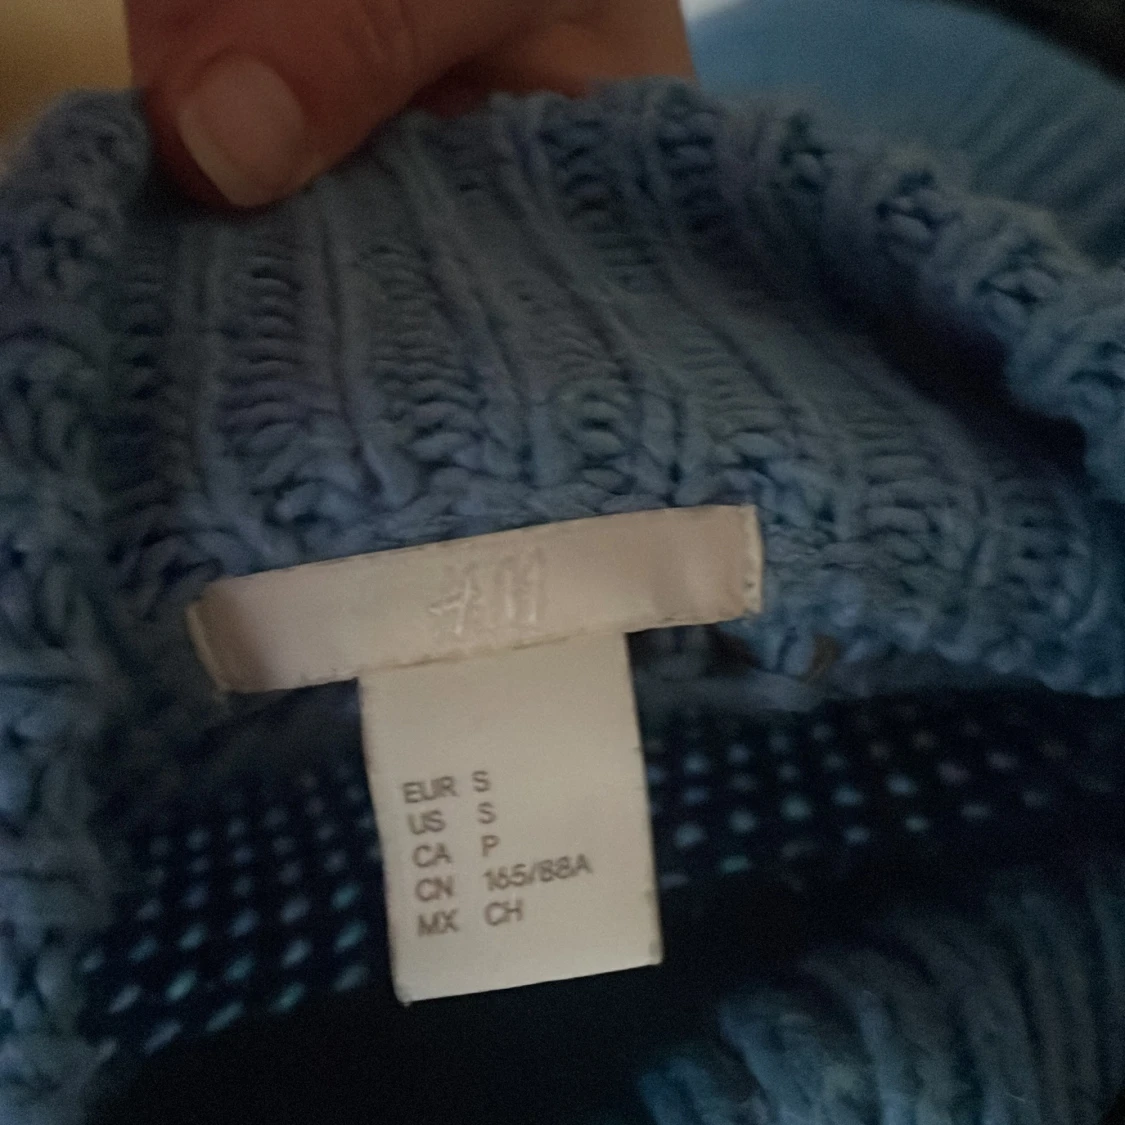 H&M
EUR S
US S
CA P
CN 165/88A
MX CH